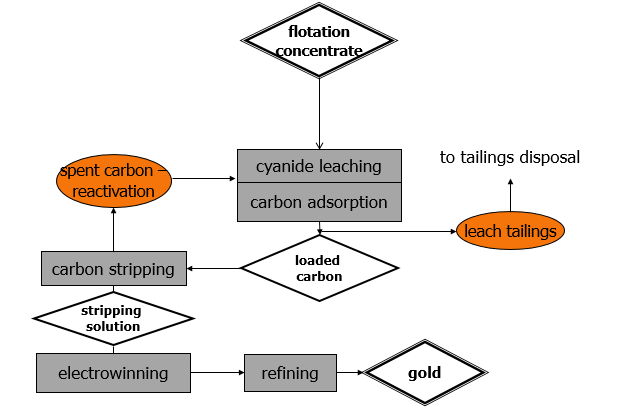 flotation
concentrate
cyanide leaching
carbon adsorption
to tailings disposal
spent carbon –
reactivation
leach tailings
loaded
carbon
carbon stripping
stripping
solution
electrowinning
refining
gold